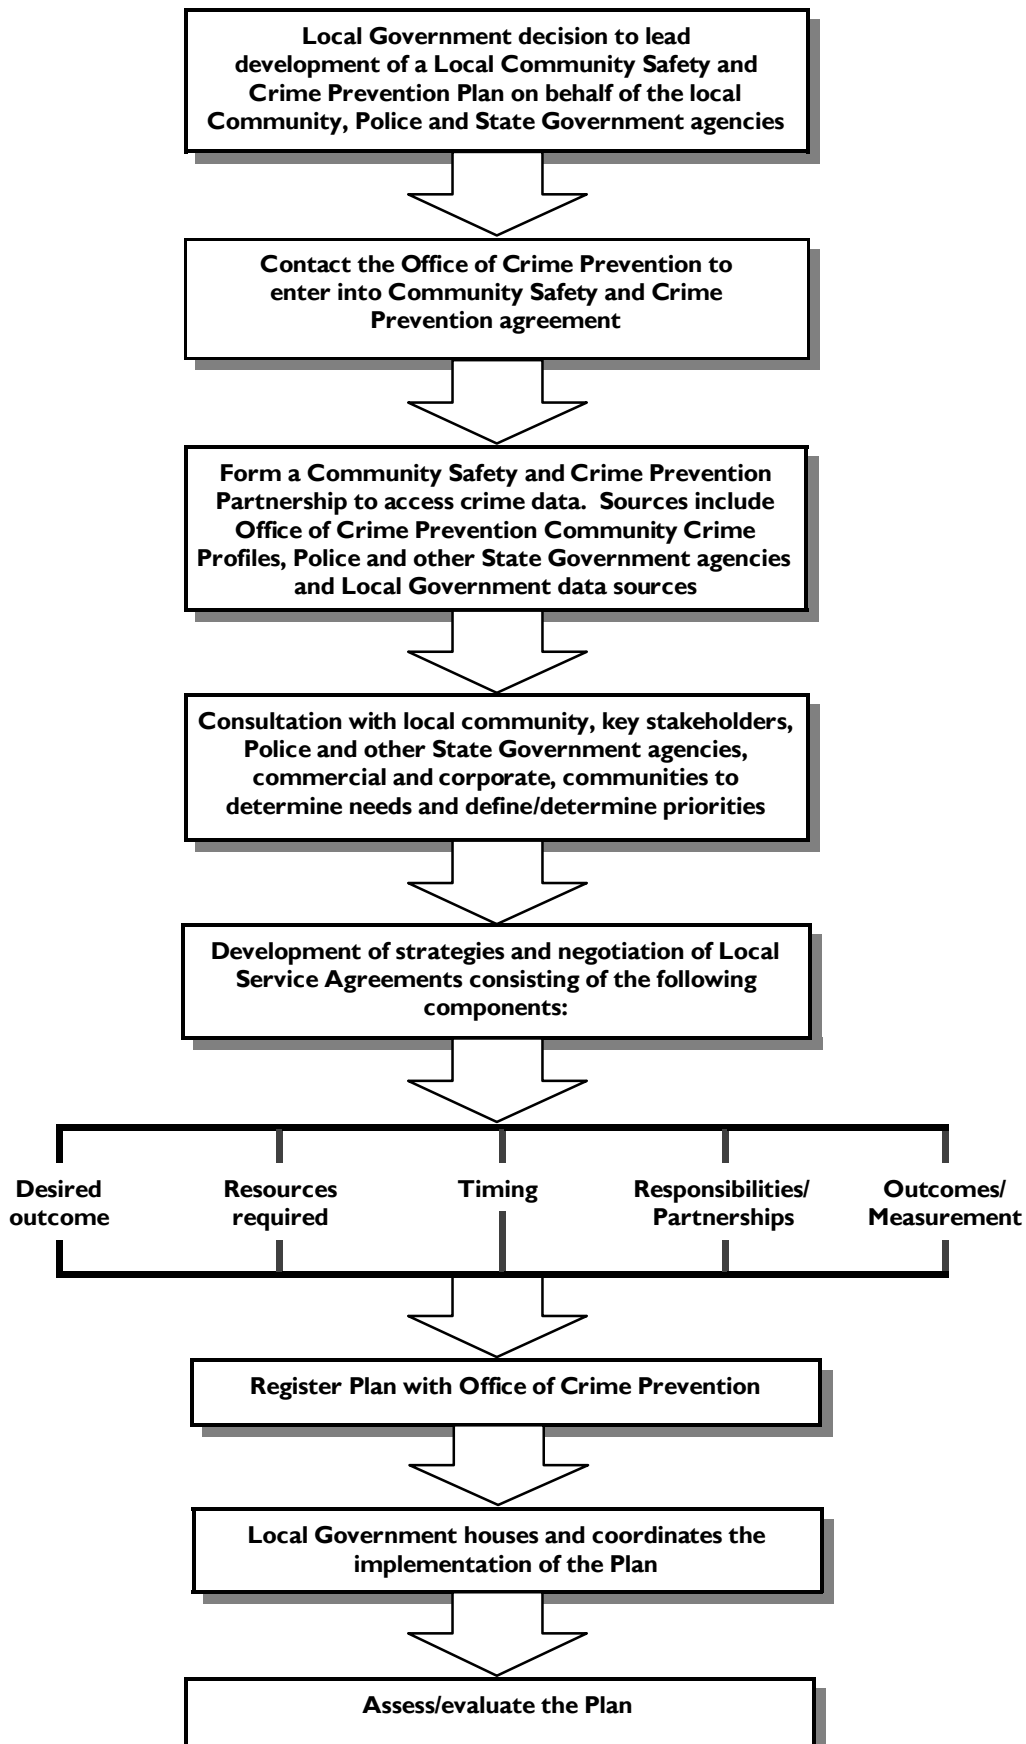 Local Government decision to lead
development of a Local Community Safety and
Crime Prevention Plan on behalf of the local
Community, Police and State Government agencies
Contact the Office of Crime Prevention to
enter into Community Safety and Crime
Prevention agreement
Form a Community Safety and Crime Prevention
Partnership to access crime data.  Sources include
Office of Crime Prevention Community Crime
Profiles, Police and other State Government agencies
and Local Government data sources
Consultation with local community, key stakeholders,
Police and other State Government agencies,
commercial and corporate, communities to
determine needs and define/determine priorities
Development of strategies and negotiation of Local
Service Agreements consisting of the following
components:
Desired
outcome
Resources
required
Timing
Responsibilities/
Partnerships
Outcomes/
Measurement
Register Plan with Office of Crime Prevention
Local Government houses and coordinates the
implementation of the Plan
Assess/evaluate the Plan